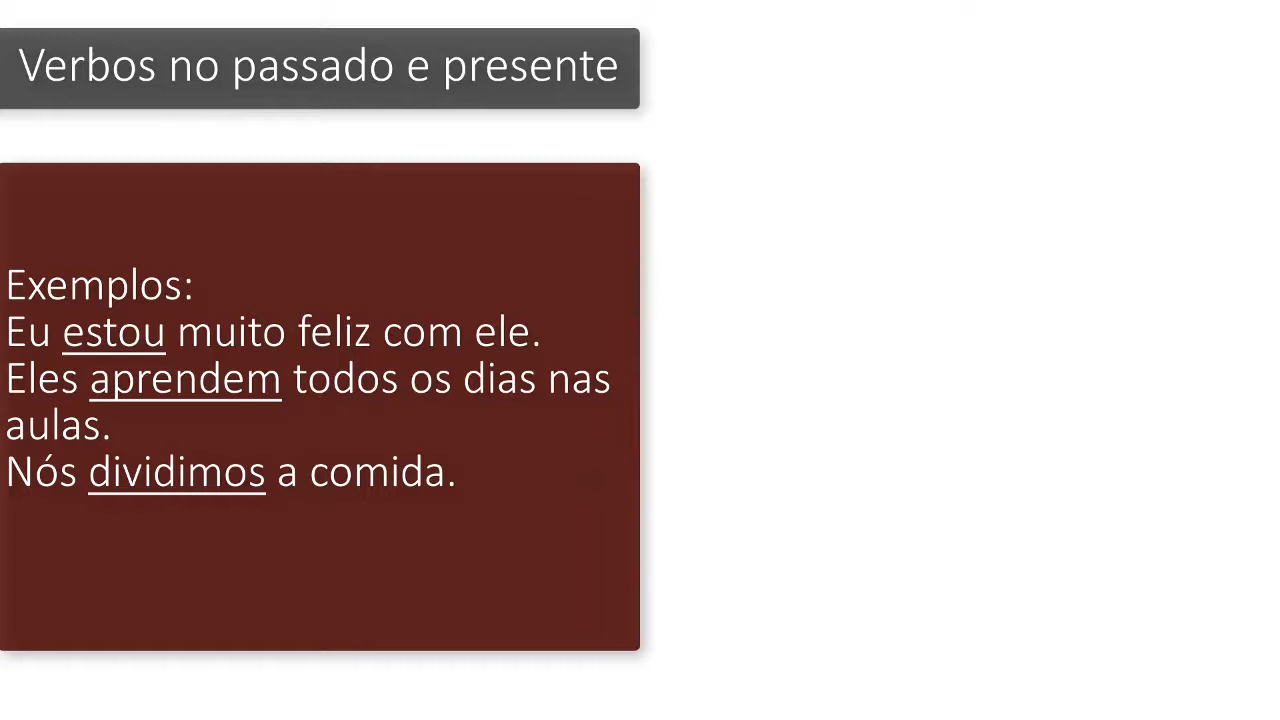 Verbos no passado e presente
Exemplos:
Eu estou muito feliz com ele.
Eles aprendem todos os dias nas
aulas.
Nós dividimos a comida.